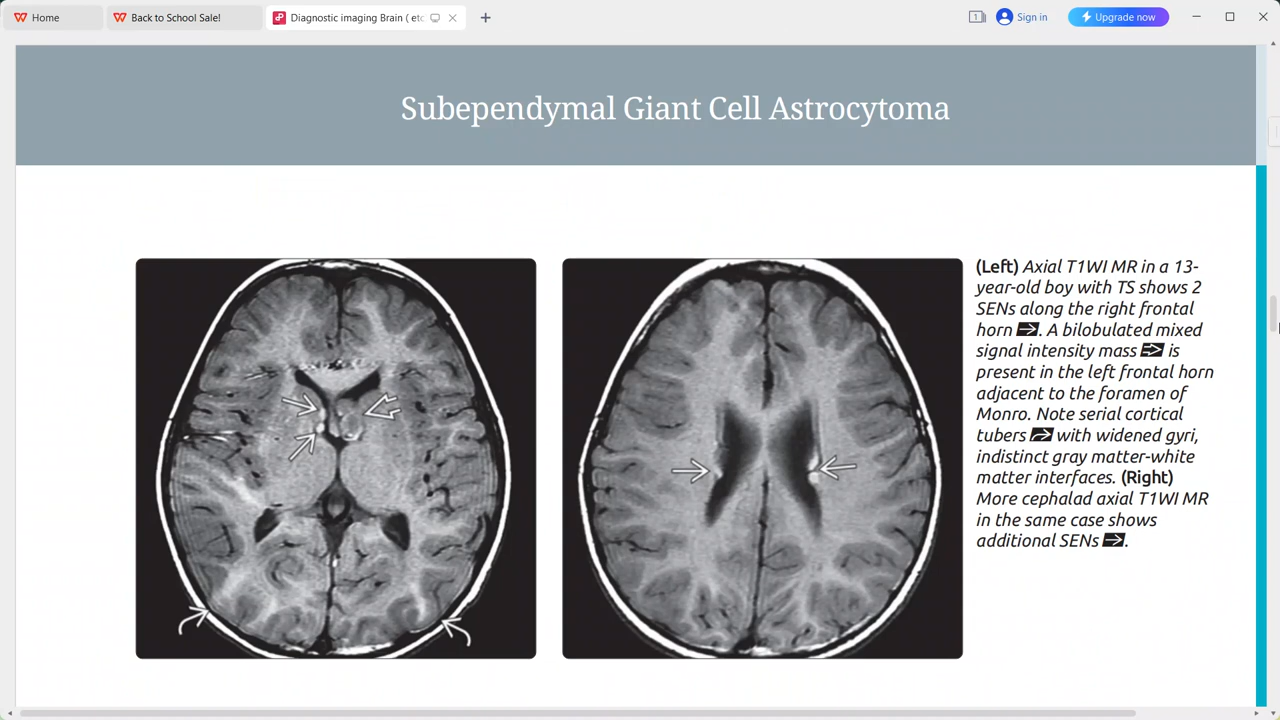 Home
Back to School Sale!
Diagnostic imaging Brain ( etc
1
Sign in
Upgrade now
Subependymal Giant Cell Astrocytoma
(Left) Axial T1WI MR in a 13-
year-old boy with TS shows 2
SENs along the right frontal
horn ➡. A bilobulated mixed
signal intensity mass ➡ is
present in the left frontal horn
adjacent to the foramen of
Monro. Note serial cortical
tubers ➡ with widened gyri,
indistinct gray matter-white
matter interfaces. (Right)
More cephalad axial T1WI MR
in the same case shows
additional SENs ➡.